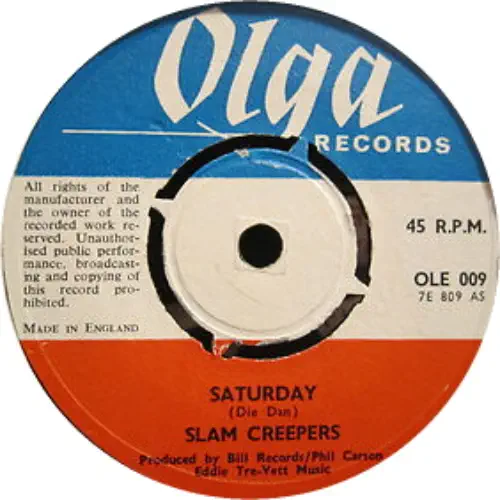 Olga
RECORDS
All rights of the
manufacturer and
the owner of the
recorded work re-
served. Unauthor-
ised public perfor-
mance, broadcast-
ing and copying of
this record pro-
hibited.
MADE IN ENGLAND
45 R.P.M.
OLE 009
7E 809 AS
SATURDAY
(Die Dan)
SLAM CREEPERS
Produced by Bill Records/Phil Carson
Eddie Tre-Vett Music